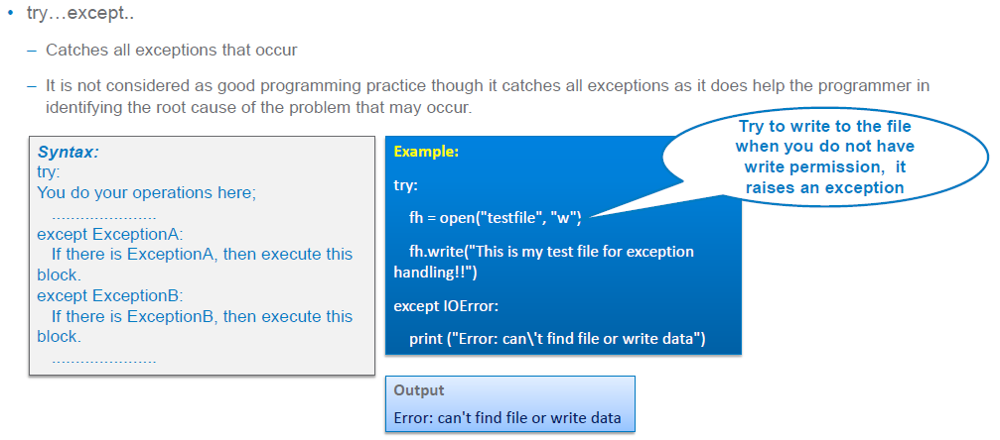 • try…except..
– Catches all exceptions that occur
– It is not considered as good programming practice though it catches all exceptions as it does help the programmer in
identifying the root cause of the problem that may occur.
Syntax:
try:
You do your operations here;
......................
except ExceptionA:
If there is ExceptionA, then execute this
block.
except ExceptionB:
If there is ExceptionB, then execute this
block.
......................
Example:
try:
fh = open("testfile", "w")
fh.write("This is my test file for exception
handling!!")
except IOError:
print ("Error: can\'t find file or write data")
Try to write to the file
when you do not have
write permission, it
raises an exception
Output
Error: can't find file or write data